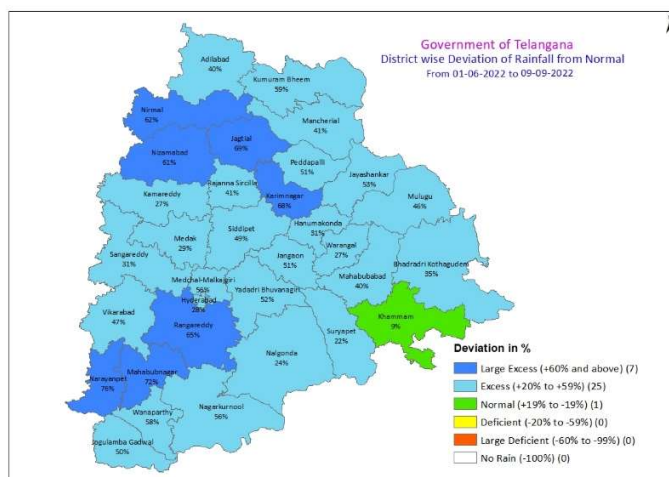 Government of Telangana
District wise Deviation of Rainfall from Normal
From 01-06-2022 to 09-09-2022
Adilabad
40%
Kumuram Bheem
59%
Nirmal
62%
Mancherial
41%
Jagtial
68%
Nizamabad
61%
Peddapalli
51%
Jayashankar
53%
Rajanna Sircilla
41%
Karimnagar
68%
Kamareddy
27%
Mulugu
46%
Hanumakonda
51%
Siddipet
49%
Medak
29%
Warangal
27%
Sangareddy
31%
Jangaon
51%
Bhadradri Kothagudem
35%
Mahabubabad
40%
Medchal-Malkajgiri
56%
Yadadri Bhuvanagiri
52%
Hyderabad
28%
Vikarabad
47%
Rangareddy
65%
Khammam
9%
Suryapet
22%
Nalgonda
24%
Mahabubnagar
72%
Narayanpet
76%
Wanaparthy
58%
Nagarkurnool
56%
Jogulamba Gadwal
50%
Deviation in %
Large Excess (+60% and above) (7)
Excess (+20% to +59%) (25)
Normal (+19% to -19%) (1)
Deficient (-20% to -59%) (0)
Large Deficient (-60% to -99%) (0)
No Rain (-100%) (0)